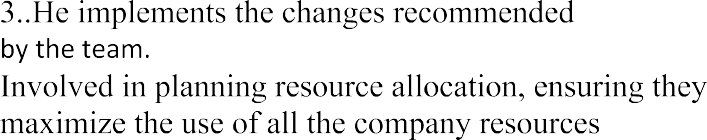 3..He implements the changes recommended
by the team.
Involved in planning resource allocation, ensuring they
maximize the use of all the company resources